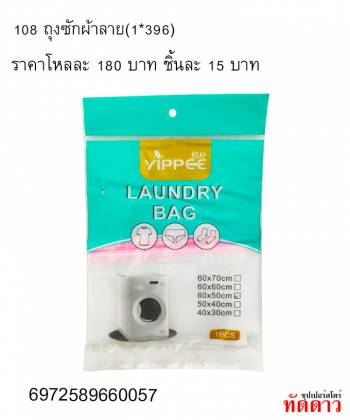 108 ถุงซักผ้าลาย(1*396)
ราคาโหลละ 180 บาท ชิ้นละ 15 บาท
YIPPEE
LAUNDRY
BAG
60x70cm
60x60cm
60x50cm
50x40cm
40x30cm
1PCS
6972589660057
ซุปเปอร์สโตร์
ทัดดาว